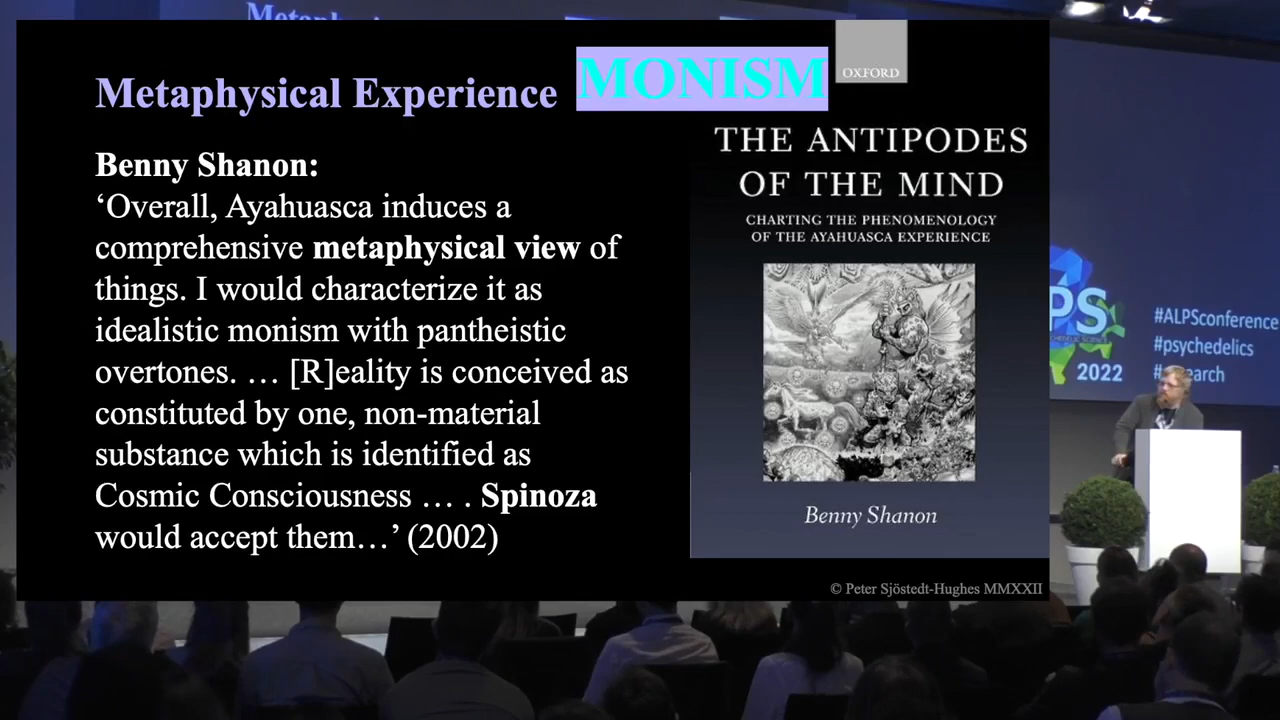 Metaphysical Experience
MONISM
Benny Shanon:
‘Overall, Ayahuasca induces a
comprehensive metaphysical view of
things. I would characterize it as
idealistic monism with pantheistic
overtones. … [R]eality is conceived as
constituted by one, non-material
substance which is identified as
Cosmic Consciousness … . Spinoza
would accept them…’ (2002)
OXFORD
THE ANTIPODES
OF THE MIND
CHARTING THE PHENOMENOLOGY
OF THE AYAHUASCA EXPERIENCE
Benny Shanon
© Peter Sjöstedt-Hughes MMXXII
PS
2022
#ALPSconference
#psychedelics